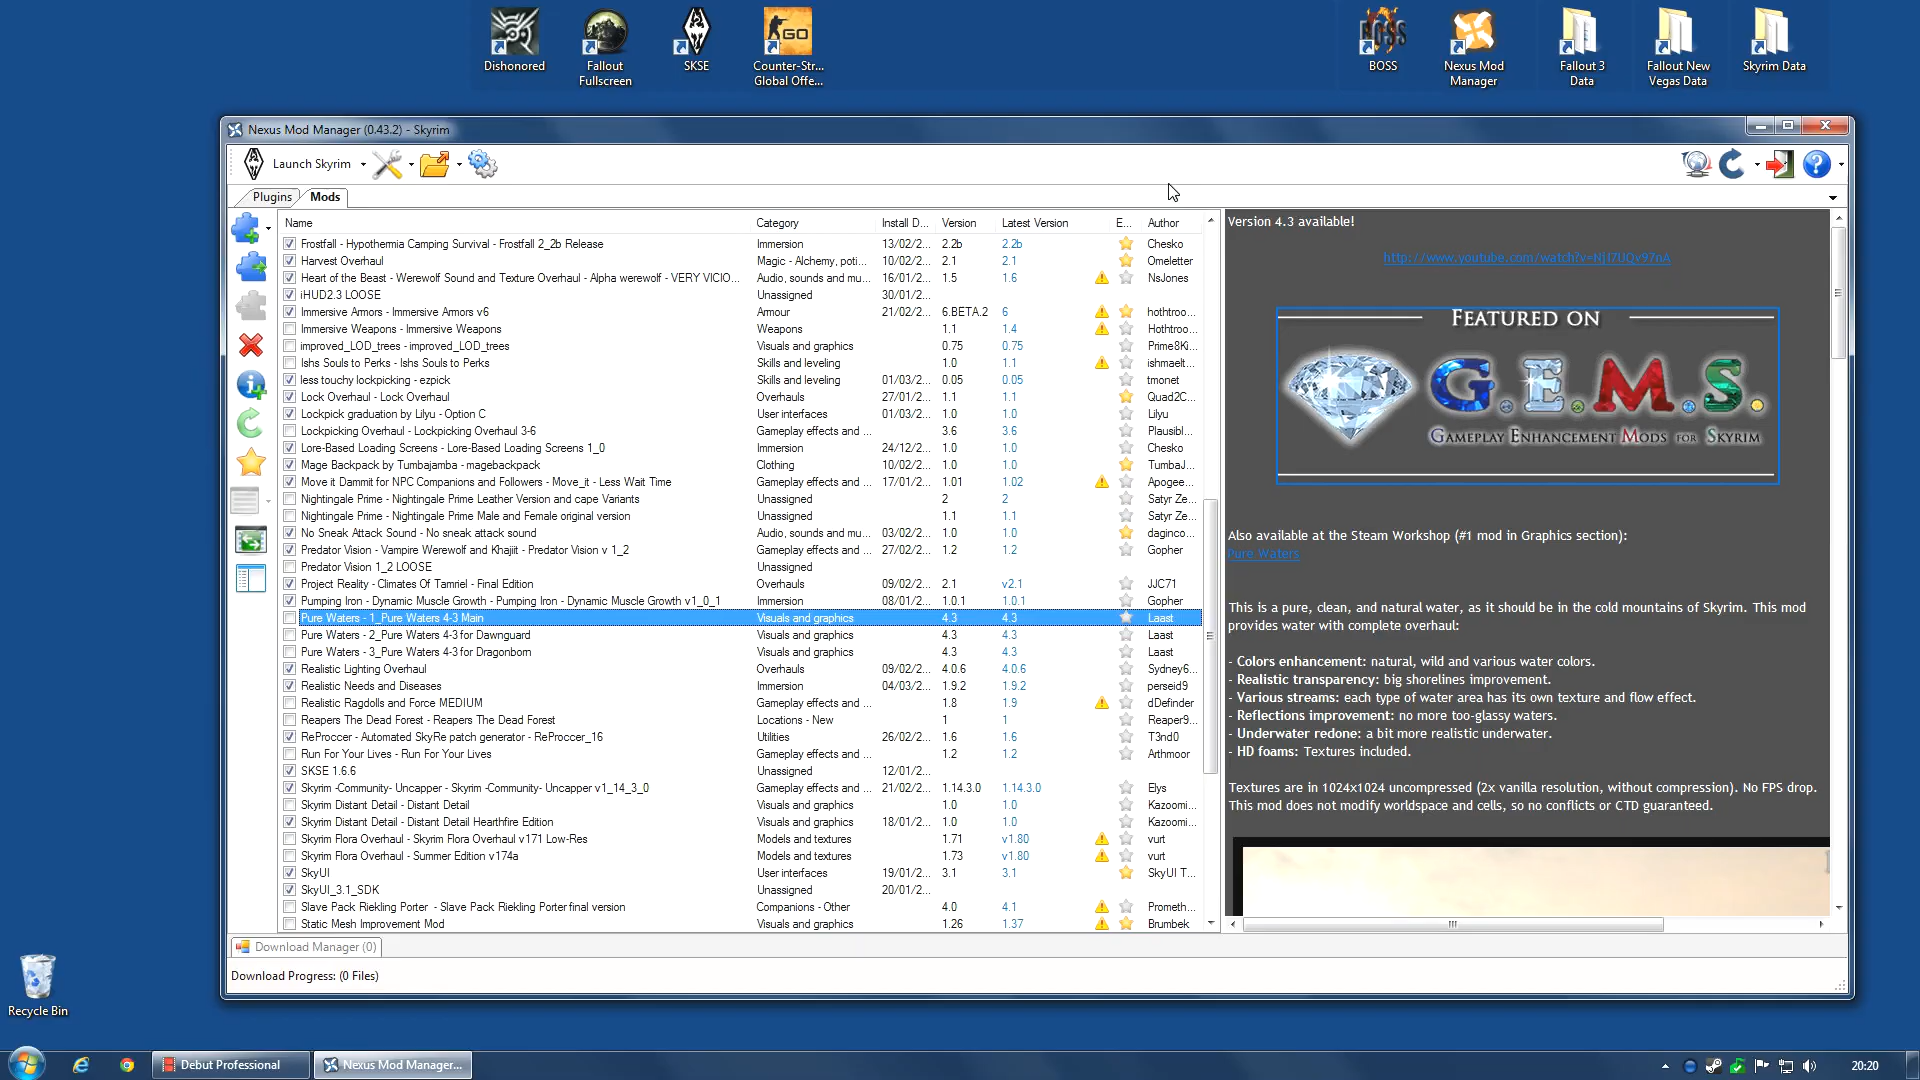 Dishonored
Fallout
Fullscreen
SKSE
Counter-Str...
Global Offe...
BOSS
Nexus Mod
Manager
Fallout 3
Data
Fallout New
Vegas Data
Skyrim Data
Nexus Mod Manager (0.43.2) - Skyrim
Launch Skyrim
Plugins
Mods
Name Category Install D... Version Latest Version E... Author
Frostfall - Hypothermia Camping Survival - Frostfall 2_2b Release Immersion 13/02/2... 2.2b 2.2b Chesko
Harvest Overhaul Magic - Alchemy, poti... 10/02/2... 2.1 2.1 Omeletter
Heart of the Beast - Werewolf Sound and Texture Overhaul - Alpha werewolf - VERY VICIO... Audio, sounds and mu... 16/01/2... 1.5 1.6 NsJones
iHUD2.3 LOOSE Unassigned 30/01/2...
Immersive Armors - Immersive Armors v6 Armour 21/02/2... 6.BETA.2 6 hothtroo...
Immersive Weapons - Immersive Weapons Weapons 1.1 1.4 Hothtroo...
improved_LOD_trees - improved_LOD_trees Visuals and graphics 0.75 0.75 Prime8Ki...
Ishs Souls to Perks - Ishs Souls to Perks Skills and leveling 1.0 1.1 ishmaelt...
less touchy lockpicking - ezpick Skills and leveling 01/03/2... 0.05 0.05 tmonet
Lock Overhaul - Lock Overhaul Overhauls 27/01/2... 1.1 1.1 Quad2C...
Lockpick graduation by Lilyu - Option C User interfaces 01/03/2... 1.0 1.0 Lilyu
Lockpicking Overhaul - Lockpicking Overhaul 3-6 Gameplay effects and ... 3.6 3.6 Plausibl...
Lore-Based Loading Screens - Lore-Based Loading Screens 1_0 Immersion 24/12/2... 1.0 1.0 Chesko
Mage Backpack by Tumbajamba - magebackpack Clothing 10/02/2... 1.0 1.0 TumbaJ...
Move it Dammit for NPC Companions and Followers - Move_it - Less Wait Time Gameplay effects and ... 17/01/2... 1.01 1.02 Apogee...
Nightingale Prime - Nightingale Prime Leather Version and cape Variants Unassigned 2 2 Satyr Ze...
Nightingale Prime - Nightingale Prime Male and Female original version Unassigned 1.1 1.1 Satyr Ze...
No Sneak Attack Sound - No sneak attack sound Audio, sounds and mu... 03/02/2... 1.0 1.0 daginco...
Predator Vision - Vampire Werewolf and Khajiit - Predator Vision v 1_2 Gameplay effects and ... 27/02/2... 1.2 1.2 Gopher
Predator Vision 1_2 LOOSE Unassigned
Project Reality - Climates Of Tamriel - Final Edition Overhauls 09/02/2... 2.1 v2.1 JJC71
Pumping Iron - Dynamic Muscle Growth - Pumping Iron - Dynamic Muscle Growth v1_0_1 Immersion 08/01/2... 1.0.1 1.0.1 Gopher
Pure Waters - 1_Pure Waters 4-3 Main Visuals and graphics 4.3 4.3 Laast
Pure Waters - 2_Pure Waters 4-3 for Dawnguard Visuals and graphics 4.3 4.3 Laast
Pure Waters - 3_Pure Waters 4-3 for Dragonborn Visuals and graphics 4.3 4.3 Laast
Realistic Lighting Overhaul Overhauls 09/02/2... 4.0.6 4.0.6 Sydney6...
Realistic Needs and Diseases Immersion 04/03/2... 1.9.2 1.9.2 perseid9
Realistic Ragdolls and Force MEDIUM Gameplay effects and ... 1.8 1.9 dDefinder
Reapers The Dead Forest - Reapers The Dead Forest Locations - New 1 1 Reaper9...
ReProccer - Automated SkyRe patch generator - ReProccer_16 Utilities 26/02/2... 1.6 1.6 T3nd0
Run For Your Lives - Run For Your Lives Gameplay effects and ... 1.2 1.2 Arthmoor
SKSE 1.6.6 Unassigned 12/01/2...
Skyrim -Community- Uncapper - Skyrim -Community- Uncapper v1_14_3_0 Gameplay effects and ... 21/02/2... 1.14.3.0 1.14.3.0 Elys
Skyrim Distant Detail - Distant Detail Visuals and graphics 1.0 1.0 Kazoomi...
Skyrim Distant Detail - Distant Detail Hearthfire Edition Visuals and graphics 18/01/2... 1.0 1.0 Kazoomi...
Skyrim Flora Overhaul - Skyrim Flora Overhaul v171 Low-Res Models and textures 1.71 v1.80 vurt
Skyrim Flora Overhaul - Summer Edition v174a Models and textures 1.73 v1.80 vurt
SkyUI User interfaces 19/01/2... 3.1 3.1 SkyUI T...
SkyUI_3.1_SDK Unassigned 20/01/2...
Slave Pack Riekling Porter - Slave Pack Riekling Porter final version Companions - Other 4.0 4.1 Prometh...
Static Mesh Improvement Mod Visuals and graphics 1.26 1.37 Brumbek
Version 4.3 available!
FEATURED ON
G.E.M.S.
GAMEPLAY ENHANCEMENT MODS FOR SKYRIM
Also available at the Steam Workshop (#1 mod in Graphics section):
Pure Waters
This is a pure, clean, and natural water, as it should be in the cold mountains of Skyrim. This mod
provides water with complete overhaul:
- Colors enhancement: natural, wild and various water colors.
- Realistic transparency: big shorelines improvement.
- Various streams: each type of water area has its own texture and flow effect.
- Reflections improvement: no more too-glassy waters.
- Underwater redone: a bit more realistic underwater.
- HD foams: Textures included.
Textures are in 1024x1024 uncompressed (2x vanilla resolution, without compression). No FPS drop.
This mod does not modify worldspace and cells, so no conflicts or CTD guaranteed.
Download Manager (0)
Download Progress: (0 Files)
Recycle Bin
Debut Professional
Nexus Mod Manager...
20:20